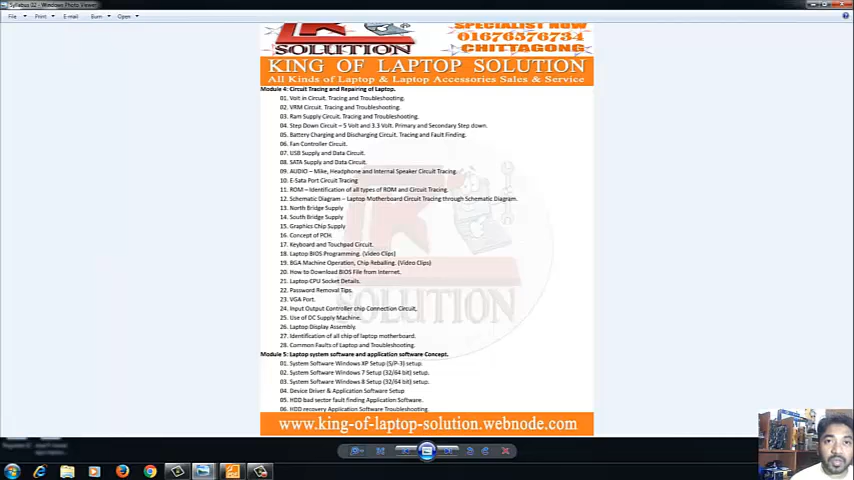 Syllabus 02 - Windows Photo Viewer
File Print E-mail Burn Open
SPECIALIST NOW
01676576734
SOLUTION
CHITTAGONG
KING OF LAPTOP SOLUTION
All Kinds of Laptop & Laptop Accessories Sales & Service
Module 4: Circuit Tracing and Repairing of Laptop.
01. Volt in Circuit, Tracing and Troubleshooting.
02. VRM Circuit. Tracing and Troubleshooting.
03. Ram Supply Circuit. Tracing and Troubleshooting.
04. Step Down Circuit – 5 Volt and 3.3 Volt. Primary and Secondary Step down.
05. Battery Charging and Discharging Circuit. Tracing and Fault Finding.
06. Fan Controller Circuit.
07. USB Supply and Data Circuit.
08. SATA Supply and Data Circuit.
09. AUDIO – Mike, Headphone and Internal Speaker Circuit Tracing.
10. E-Sata Port Circuit Tracing
11. ROM – Identification of all types of ROM and Circuit Tracing.
12. Schematic Diagram – Laptop Motherboard Circuit Tracing through Schematic Diagram.
13. North Bridge Supply
14. South Bridge Supply
15. Graphics Chip Supply
16. Concept of PCH.
17. Keyboard and Touchpad Circuit.
18. Laptop BIOS Programming. (Video Clips)
19. BGA Machine Operation, Chip Reballing. (Video Clips)
20. How to Download BIOS File from Internet.
21. Laptop CPU Socket Details.
22. Password Removal Tips.
23. VGA Port.
24. Input Output Controller chip Connection Circuit,
25. Use of DC Supply Machine.
26. Laptop Display Assembly.
27. Identification of all chip of laptop motherboard.
28. Common Faults of Laptop and Troubleshooting.
SOLUTION
Module 5: Laptop system software and application software Concept.
01. System Software Windows XP Setup (S/P-3) setup.
02. System Software Windows 7 Setup (32/64 bit) setup.
03. System Software Windows 8 Setup (32/64 bit) setup.
04. Device Driver & Application Software Setup
05. HDD bad sector fault finding Application Software.
06. HDD recovery Application Software Troubleshooting
www.king-of-laptop-solution.webnode.com